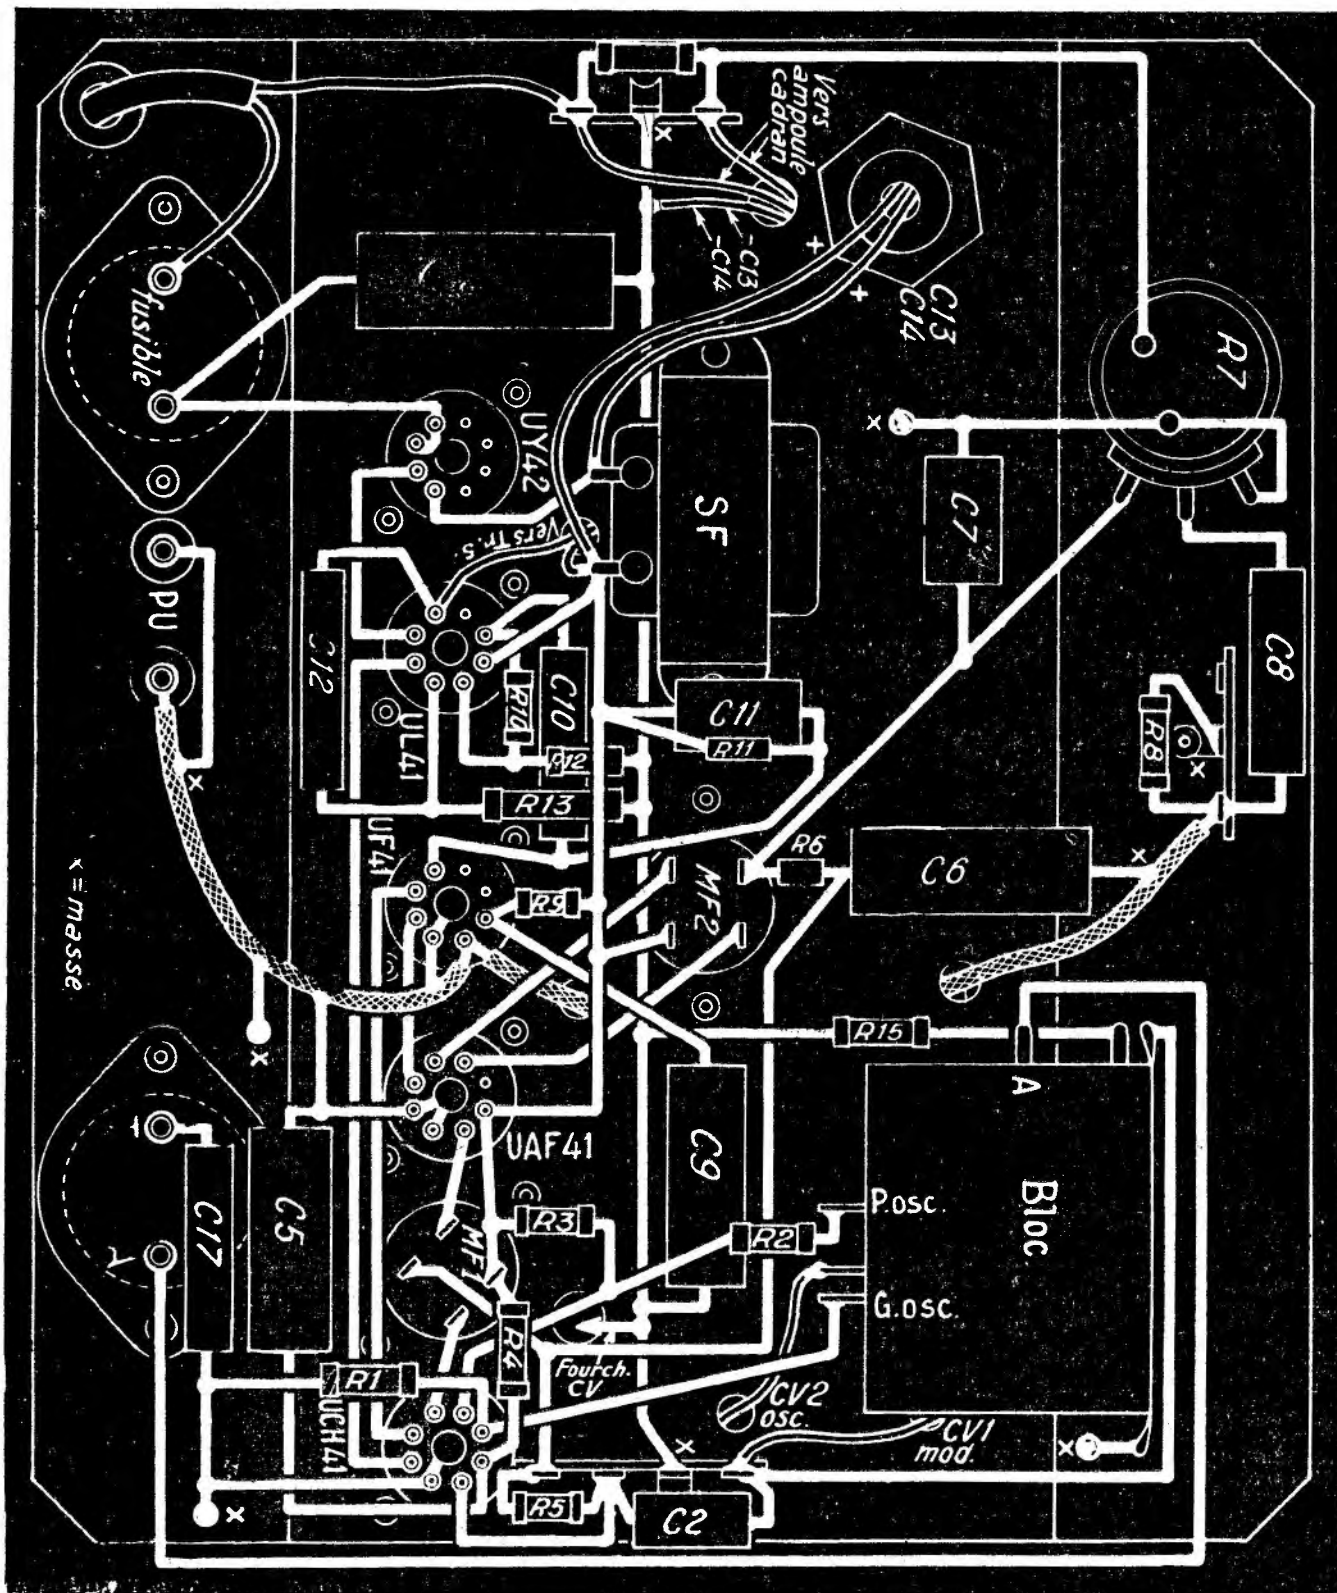 Vers
ampoule
cadran
x
-C13
-C14
+
+
C13
C14
R7
fusible
UY42
SF
x
C7
Vers Tr. S.
PU
C12
C10
R14
UL41
C11
R11
R12
R13
C8
R8
x
x
UF41
R9
MF2
R6
C6
x
x = masse
x
R15
A
UAF41
C9
Bloc
P.osc.
G.osc.
R2
R3
T
C17
C5
MF1
R4
R1
Fourch.
CV
CV2
osc.
CV1
mod.
UCH41
x
x
x
R5
C2